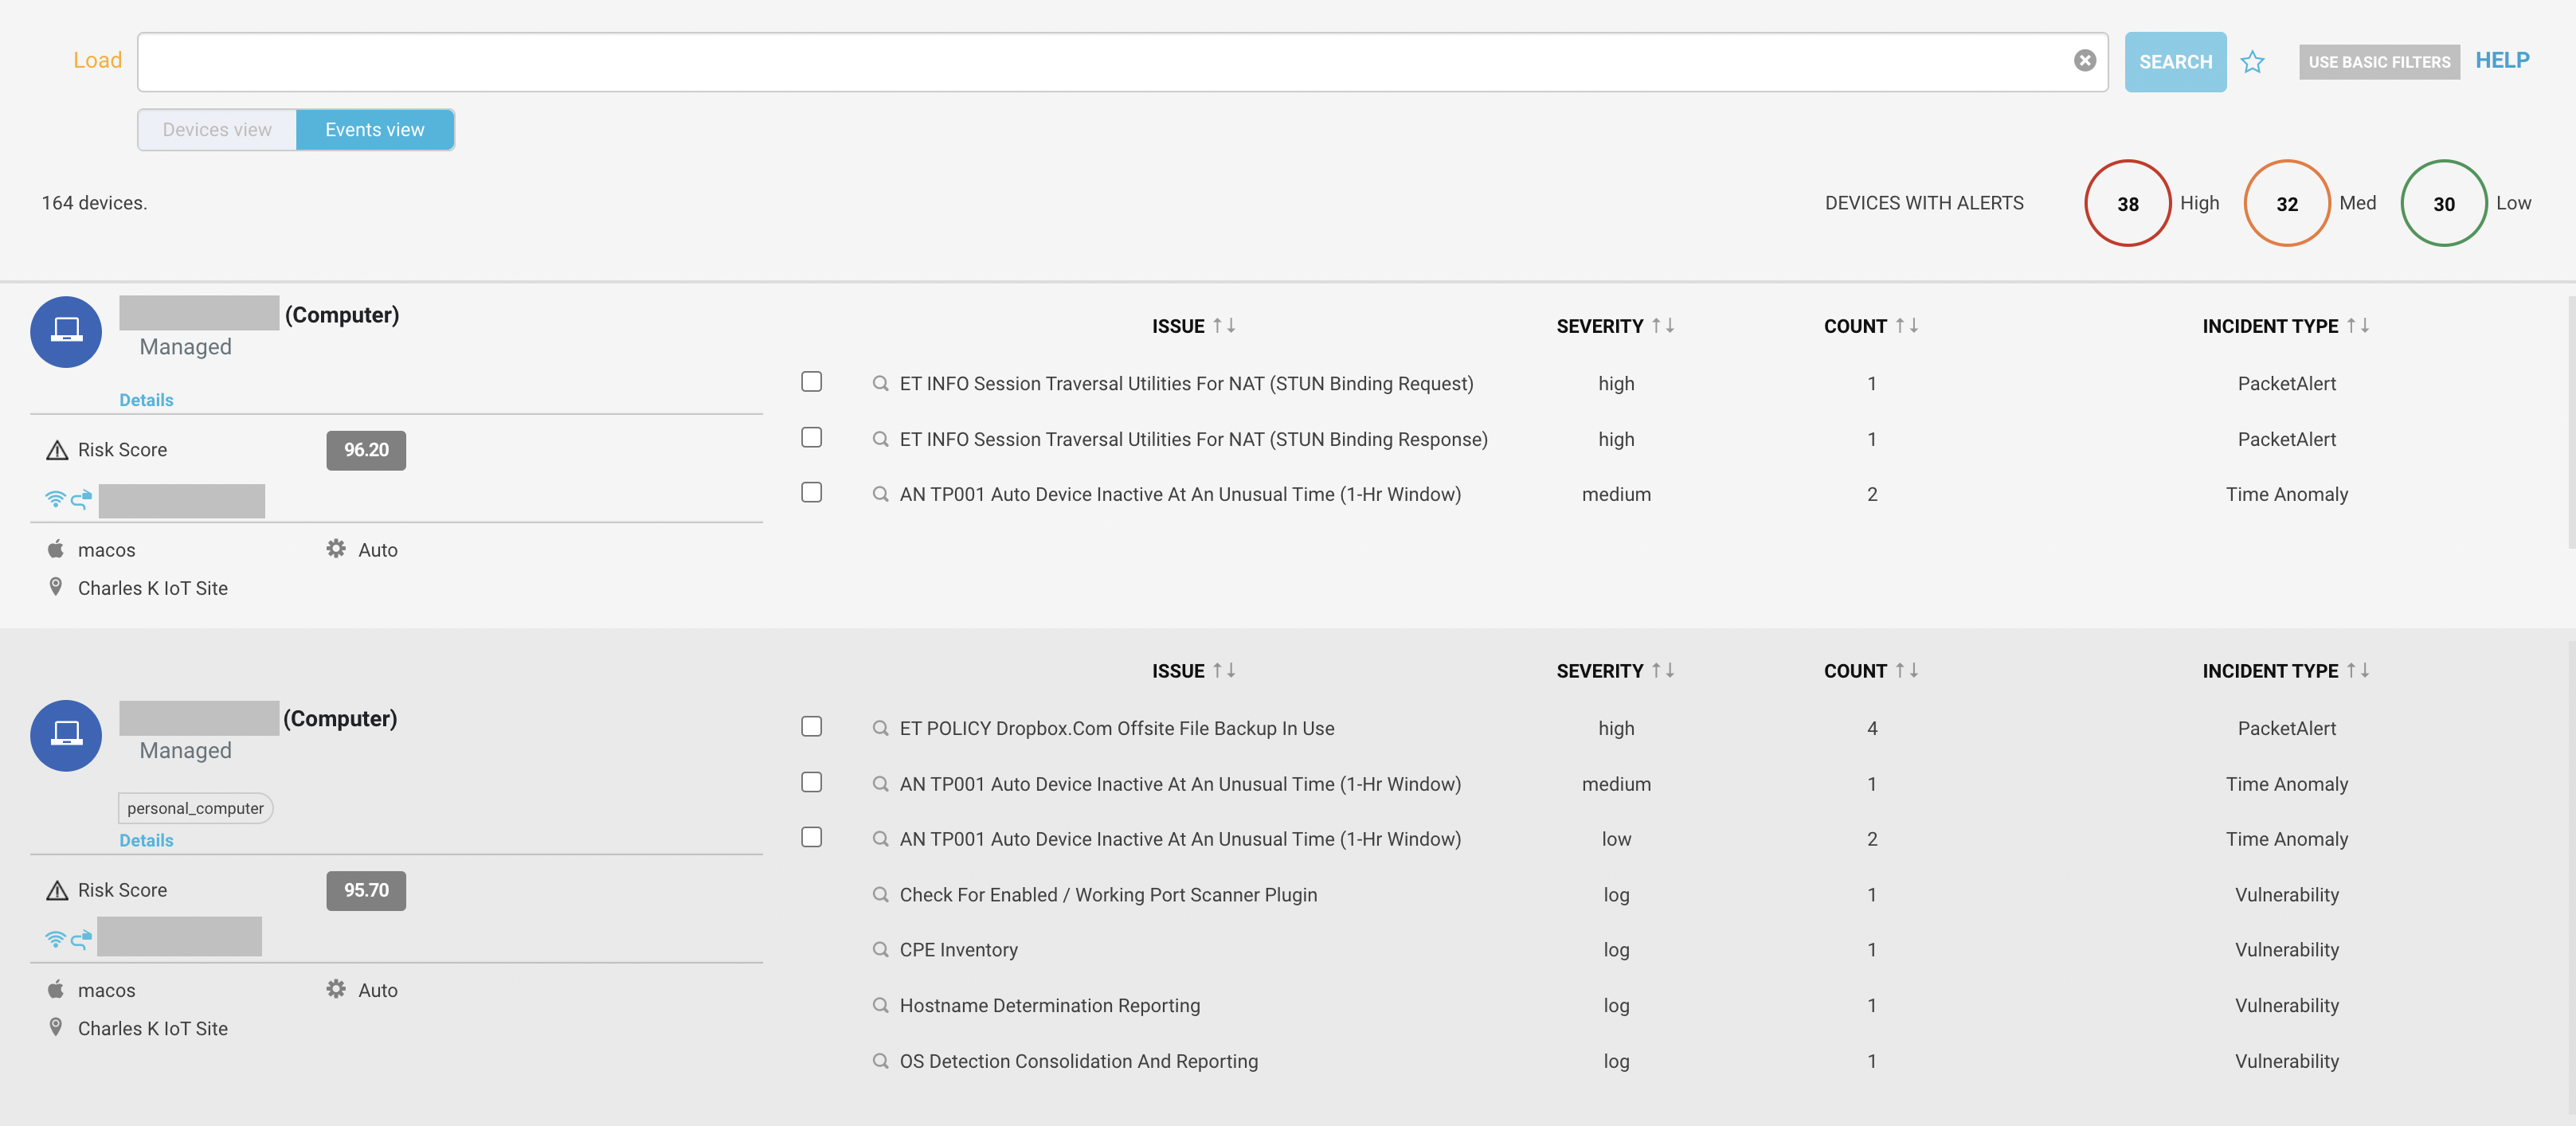 Load
SEARCH
USE BASIC FILTERS
HELP
Devices view
Events view
164 devices.
DEVICES WITH ALERTS
38 High
32 Med
30 Low
(Computer)
Managed
Details
Risk Score 96.20
macos
Auto
Charles K IoT Site
ISSUE SEVERITY COUNT INCIDENT TYPE
ET INFO Session Traversal Utilities For NAT (STUN Binding Request) high 1 PacketAlert
ET INFO Session Traversal Utilities For NAT (STUN Binding Response) high 1 PacketAlert
AN TP001 Auto Device Inactive At An Unusual Time (1-Hr Window) medium 2 Time Anomaly
(Computer)
Managed
personal_computer
Details
Risk Score 95.70
macos
Auto
Charles K IoT Site
ISSUE SEVERITY COUNT INCIDENT TYPE
ET POLICY Dropbox.Com Offsite File Backup In Use high 4 PacketAlert
AN TP001 Auto Device Inactive At An Unusual Time (1-Hr Window) medium 1 Time Anomaly
AN TP001 Auto Device Inactive At An Unusual Time (1-Hr Window) low 2 Time Anomaly
Check For Enabled / Working Port Scanner Plugin log 1 Vulnerability
CPE Inventory log 1 Vulnerability
Hostname Determination Reporting log 1 Vulnerability
OS Detection Consolidation And Reporting log 1 Vulnerability